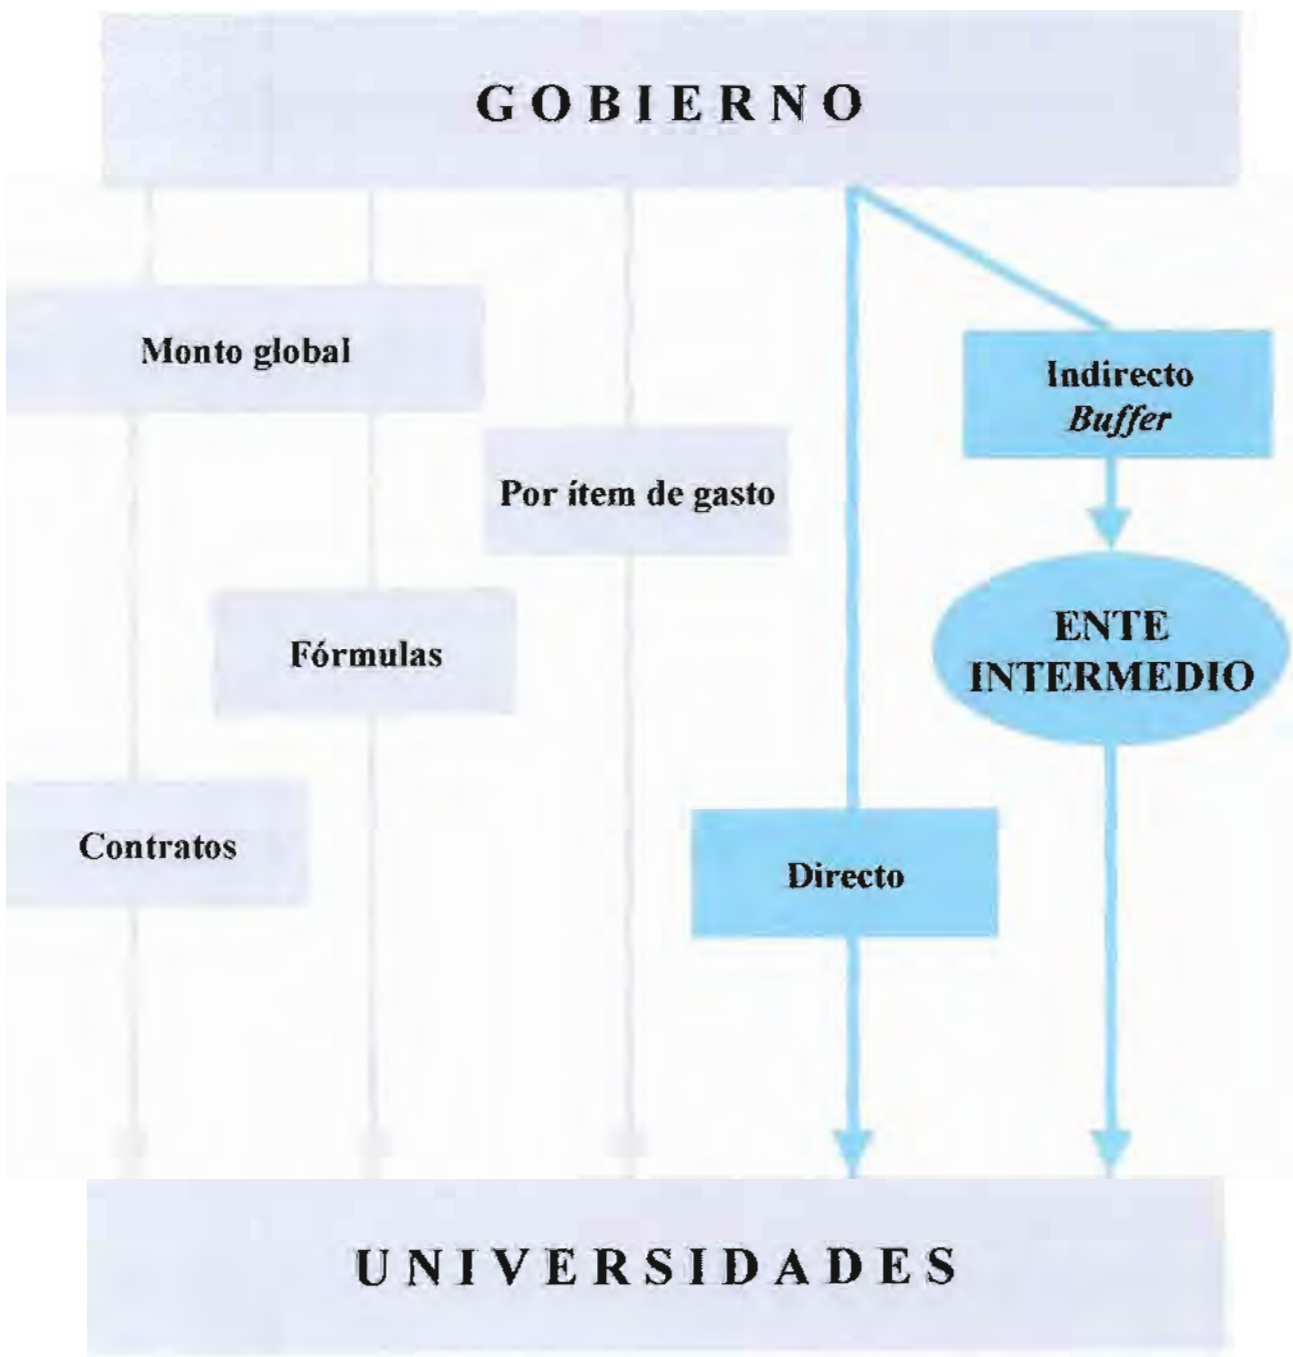 GOBIERNO
Monto global
Indirecto
Buffer
Por ítem de gasto
ENTE
INTERMEDIO
Fórmulas
Contratos
Directo
UNIVERSIDADES